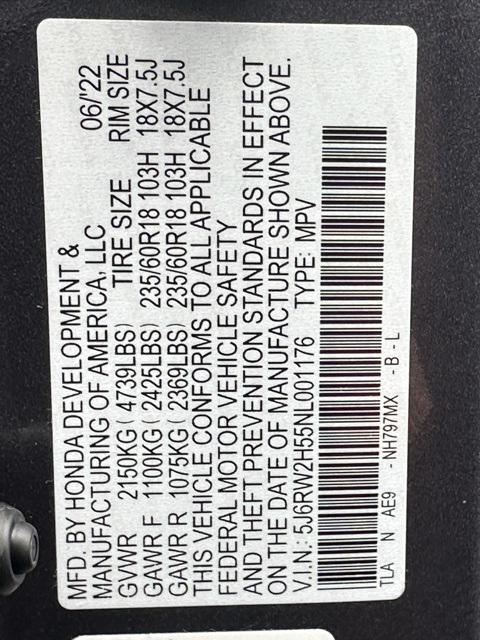 MFD. BY HONDA DEVELOPMENT &
MANUFACTURING OF AMERICA, LLC 06/'22
GVWR 2150KG ( 4739LBS) TIRE SIZE RIM SIZE
GAWR F 1100KG ( 2425LBS) 235/60R18 103H 18X7.5J
GAWR R 1075KG ( 2369LBS) 235/60R18 103H 18X7.5J
THIS VEHICLE CONFORMS TO ALL APPLICABLE
FEDERAL MOTOR VEHICLE SAFETY
AND THEFT PREVENTION STANDARDS IN EFFECT
ON THE DATE OF MANUFACTURE SHOWN ABOVE.
V.I.N: 5J6RW2H55NL001176 TYPE: MPV
TLA N AE9 - NH797MX - B - L